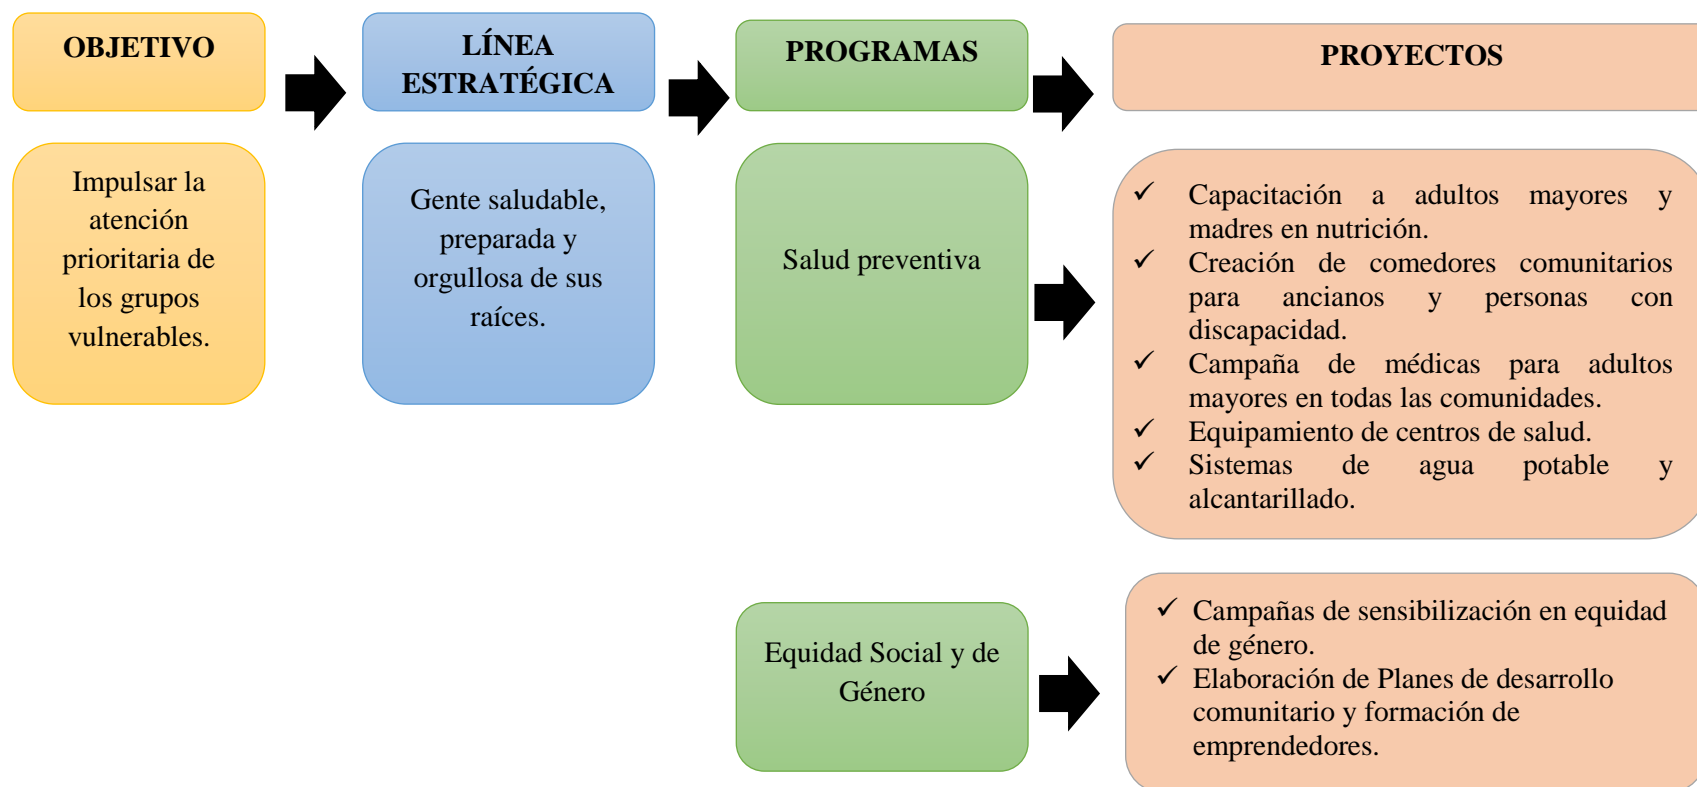 OBJETIVO
LÍNEA
ESTRATÉGICA
PROGRAMAS
PROYECTOS
Impulsar la
atención
prioritaria de
los grupos
vulnerables.
Gente saludable,
preparada y
orgullosa de sus
raíces.
Salud preventiva
✓ Capacitación a adultos mayores y
madres en nutrición.
✓ Creación de comedores comunitarios
para ancianos y personas con
discapacidad.
✓ Campaña de médicas para adultos
mayores en todas las comunidades.
✓ Equipamiento de centros de salud.
✓ Sistemas de agua potable y
alcantarillado.
Equidad Social y de
Género
✓ Campañas de sensibilización en equidad
de género.
✓ Elaboración de Planes de desarrollo
comunitario y formación de
emprendedores.